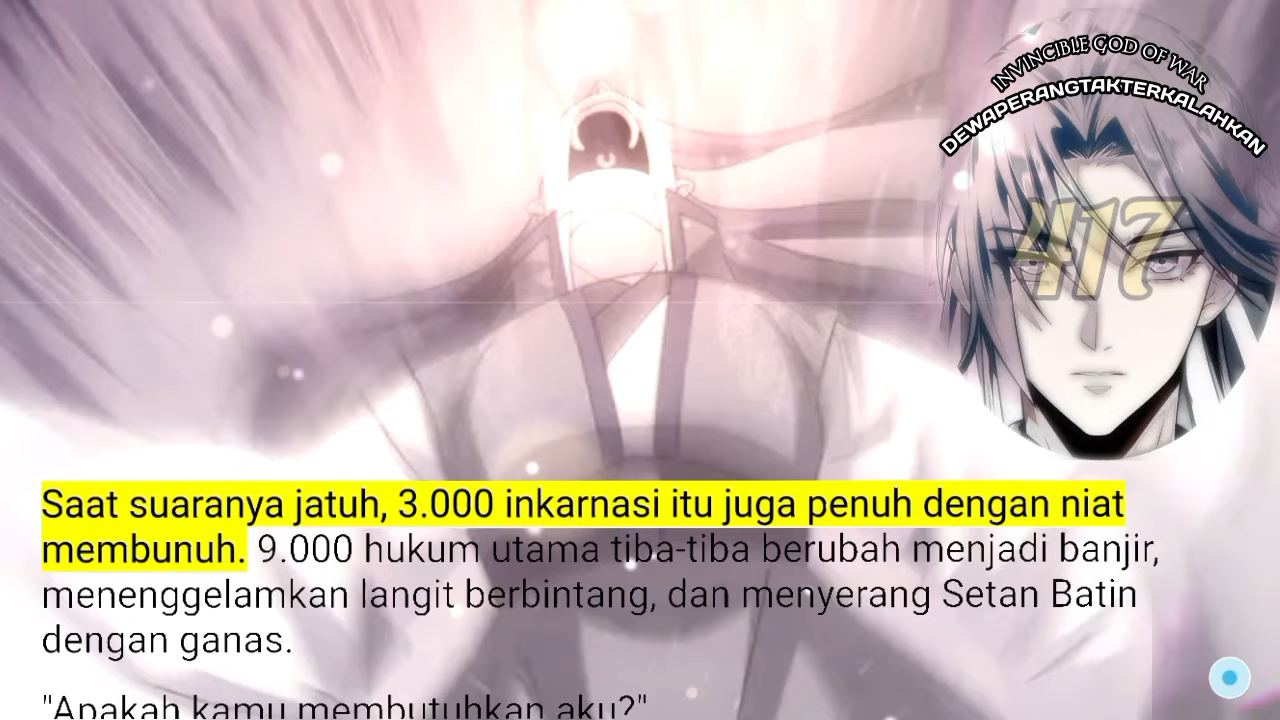 INVINCIBLE GOD OF WAR
DEWAPERANGTAKTERKALAHKAN
417
Saat suaranya jatuh, 3.000 inkarnasi itu juga penuh dengan niat
membunuh. 9.000 hukum utama tiba-tiba berubah menjadi banjir,
menenggelamkan langit berbintang, dan menyerang Setan Batin
dengan ganas.
"Apakah kamu membutuhkan aku?"